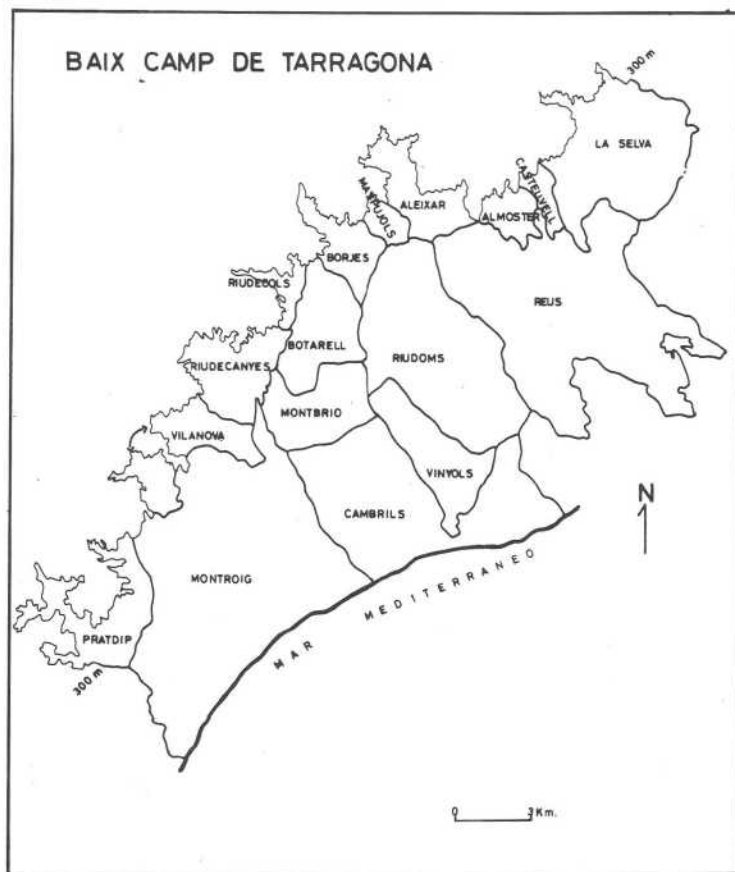 BAIX CAMP DE TARRAGONA
300 m
LA SELVA
CASTELLVELL
MASPUJOLS
ALEIXAR
ALMOSTER
BORJES
RIUDECOLS
REUS
BOTARELL
RIUDOMS
RIUDECANYES
MONTBRIO
VILANOVA
VINYOLS
N
CAMBRILS
MONTROIG
MAR MEDITERRANEO
PRATDIP
300 m
0 3 Km.